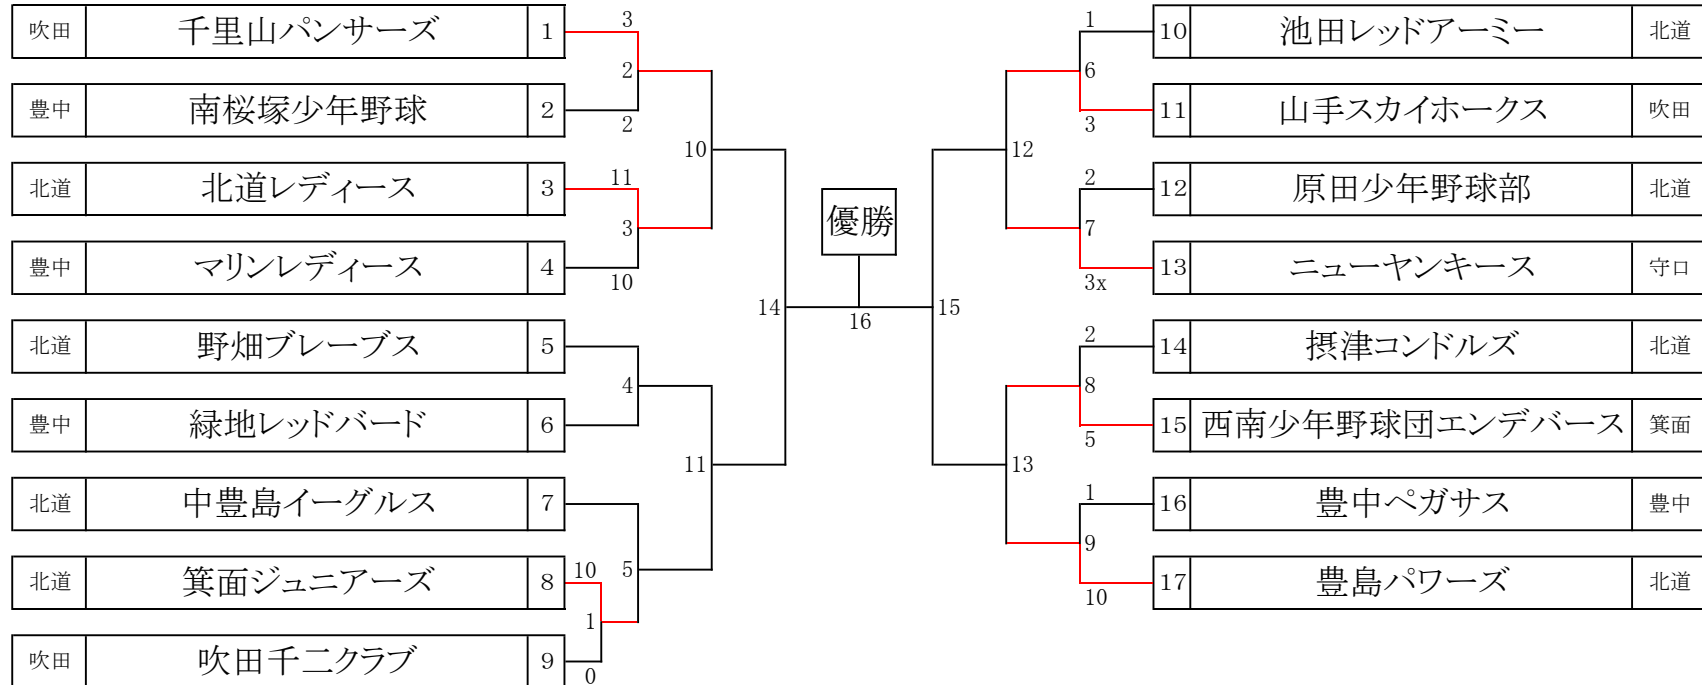 吹田 千里山パンサーズ 1
3
2
豊中 南桜塚少年野球 2
2
10
北道 北道レディース 3
11
3
豊中 マリンレディース 4
10
14
北道 野畑ブレーブス 5
4
豊中 緑地レッドバード 6
11
北道 中豊島イーグルス 7
5
北道 箕面ジュニアーズ 8
10
1
吹田 吹田千二クラブ 9
0
優勝
16
1
10 池田レッドアーミー 北道
6
11 山手スカイホークス 吹田
3
12
2
12 原田少年野球部 北道
7
13 ニューヤンキース 守口
3x
15
2
14 摂津コンドルズ 北道
8
15 西南少年野球団エンデバース 箕面
5
13
1
16 豊中ペガサス 豊中
9
17 豊島パワーズ 北道
10